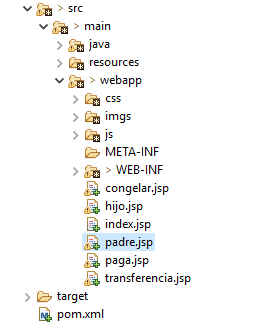 > src
> main
java
resources
> webapp
css
imgs
js
META-INF
> WEB-INF
congelar.jsp
hijo.jsp
index.jsp
padre.jsp
paga.jsp
transferencia.jsp
target
pom.xml